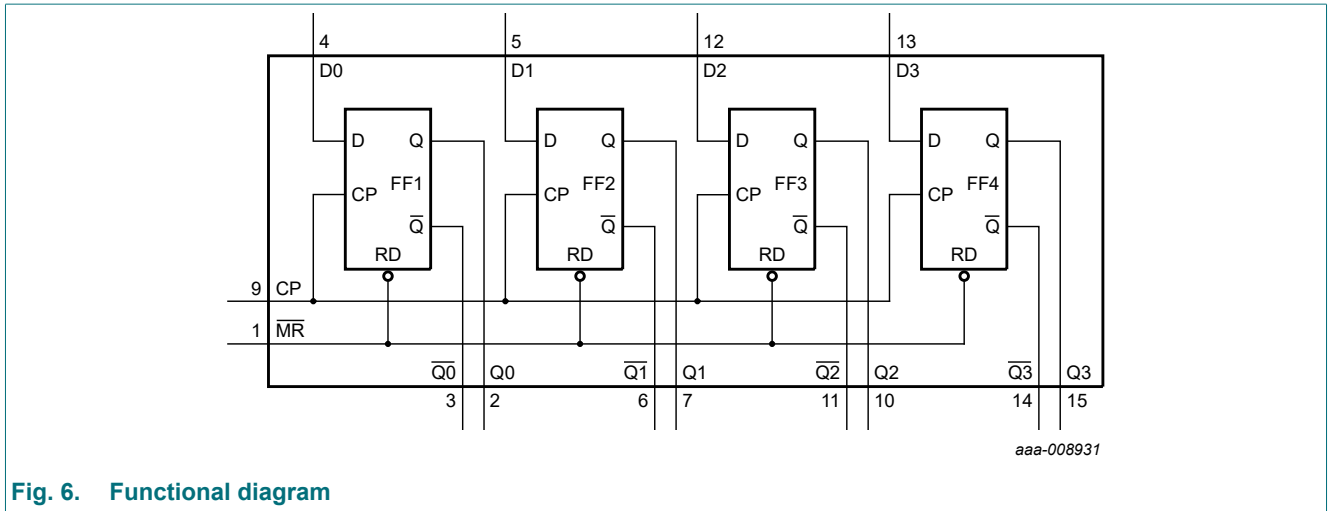 4 5 12 13
D0 D1 D2 D3
D Q D Q D Q D Q
FF1 FF2 FF3 FF4
CP CP CP CP
Q̅ Q̅ Q̅ Q̅
RD RD RD RD
9 CP
1 M̅R̅
Q̅0̅ Q0 Q̅1̅ Q1 Q̅2̅ Q2 Q̅3̅ Q3
3 2 6 7 11 10 14 15
aaa-008931
Fig. 6. Functional diagram